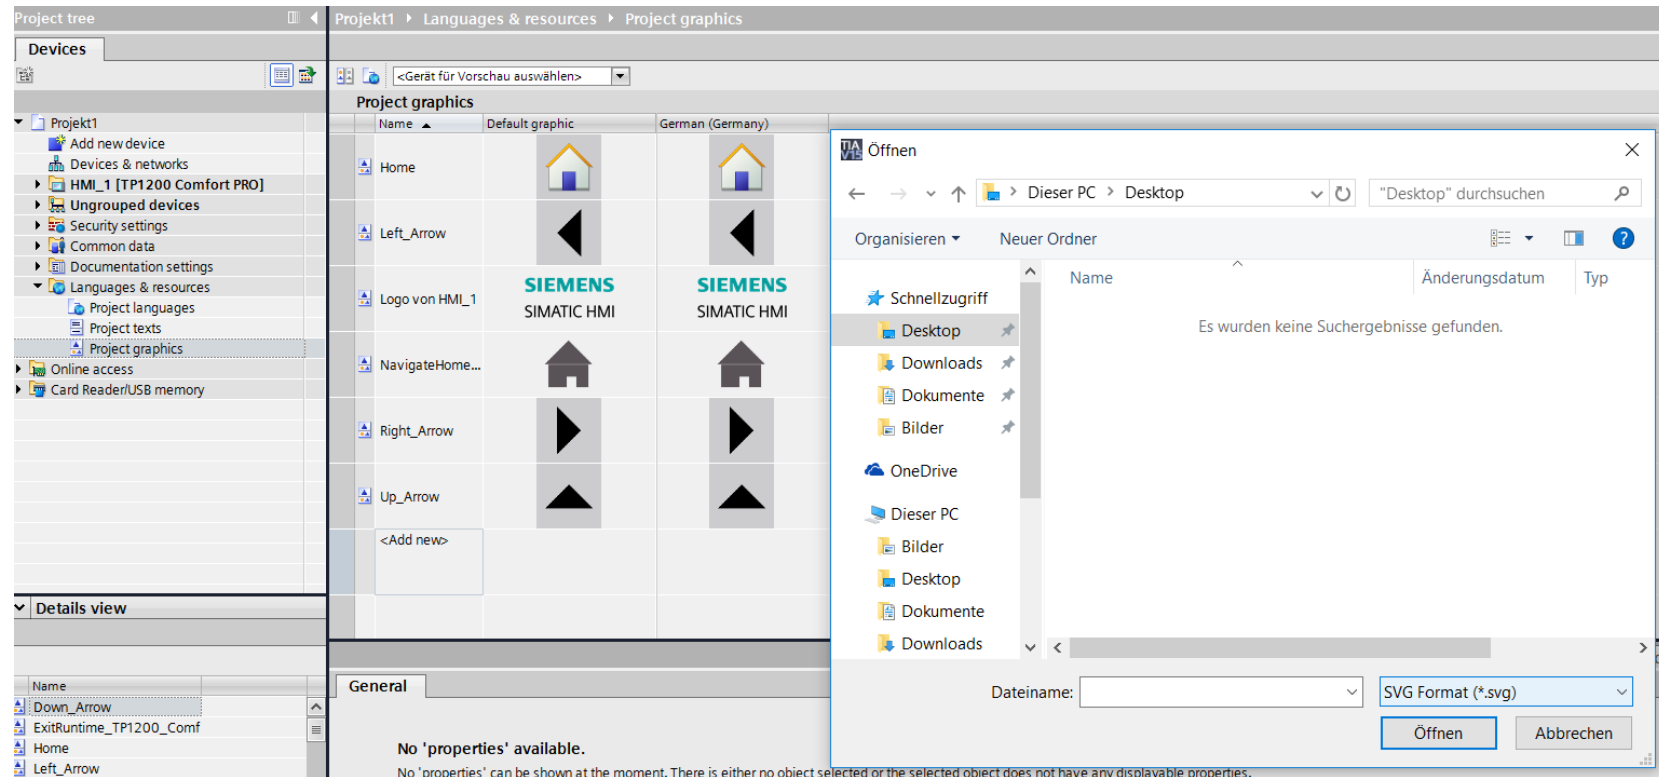 Project tree
Devices
Projekt1
Add new device
Devices & networks
HMI_1 [TP1200 Comfort PRO]
Ungrouped devices
Security settings
Common data
Documentation settings
Languages & resources
Project languages
Project texts
Project graphics
Online access
Card Reader/USB memory
Details view
Name
Down_Arrow
ExitRuntime_TP1200_Comf
Home
Left_Arrow
Projekt1 Languages & resources Project graphics
<Gerät für Vorschau auswählen>
Project graphics
Name Default graphic German (Germany)
Home
Left_Arrow
Logo von HMI_1
SIEMENS SIEMENS
SIMATIC HMI SIMATIC HMI
NavigateHome...
Right_Arrow
Up_Arrow
<Add new>
General
No 'properties' available.
No 'properties' can be shown at the moment. There is either no object selected or the selected object does not have any displayable properties.
TIA V15 Öffnen
Dieser PC > Desktop
"Desktop" durchsuchen
Organisieren Neuer Ordner
Name Änderungsdatum Typ
Es wurden keine Suchergebnisse gefunden.
Schnellzugriff
Desktop
Downloads
Dokumente
Bilder
OneDrive
Dieser PC
Bilder
Desktop
Dokumente
Downloads
Dateiname: SVG Format (*.svg)
Öffnen Abbrechen